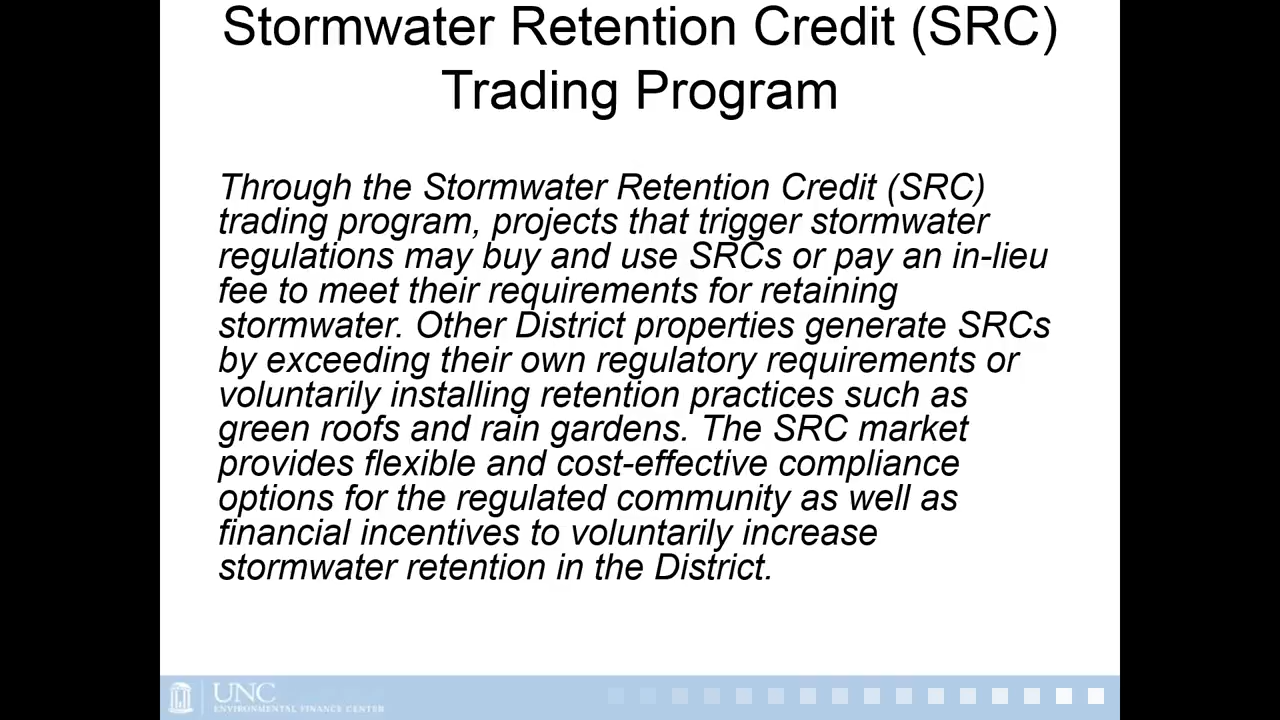 Stormwater Retention Credit (SRC)
Trading Program
Through the Stormwater Retention Credit (SRC)
trading program, projects that trigger stormwater
regulations may buy and use SRCs or pay an in-lieu
fee to meet their requirements for retaining
stormwater. Other District properties generate SRCs
by exceeding their own regulatory requirements or
voluntarily installing retention practices such as
green roofs and rain gardens. The SRC market
provides flexible and cost-effective compliance
options for the regulated community as well as
financial incentives to voluntarily increase
stormwater retention in the District.
UNC
ENVIRONMENTAL FINANCE CENTER